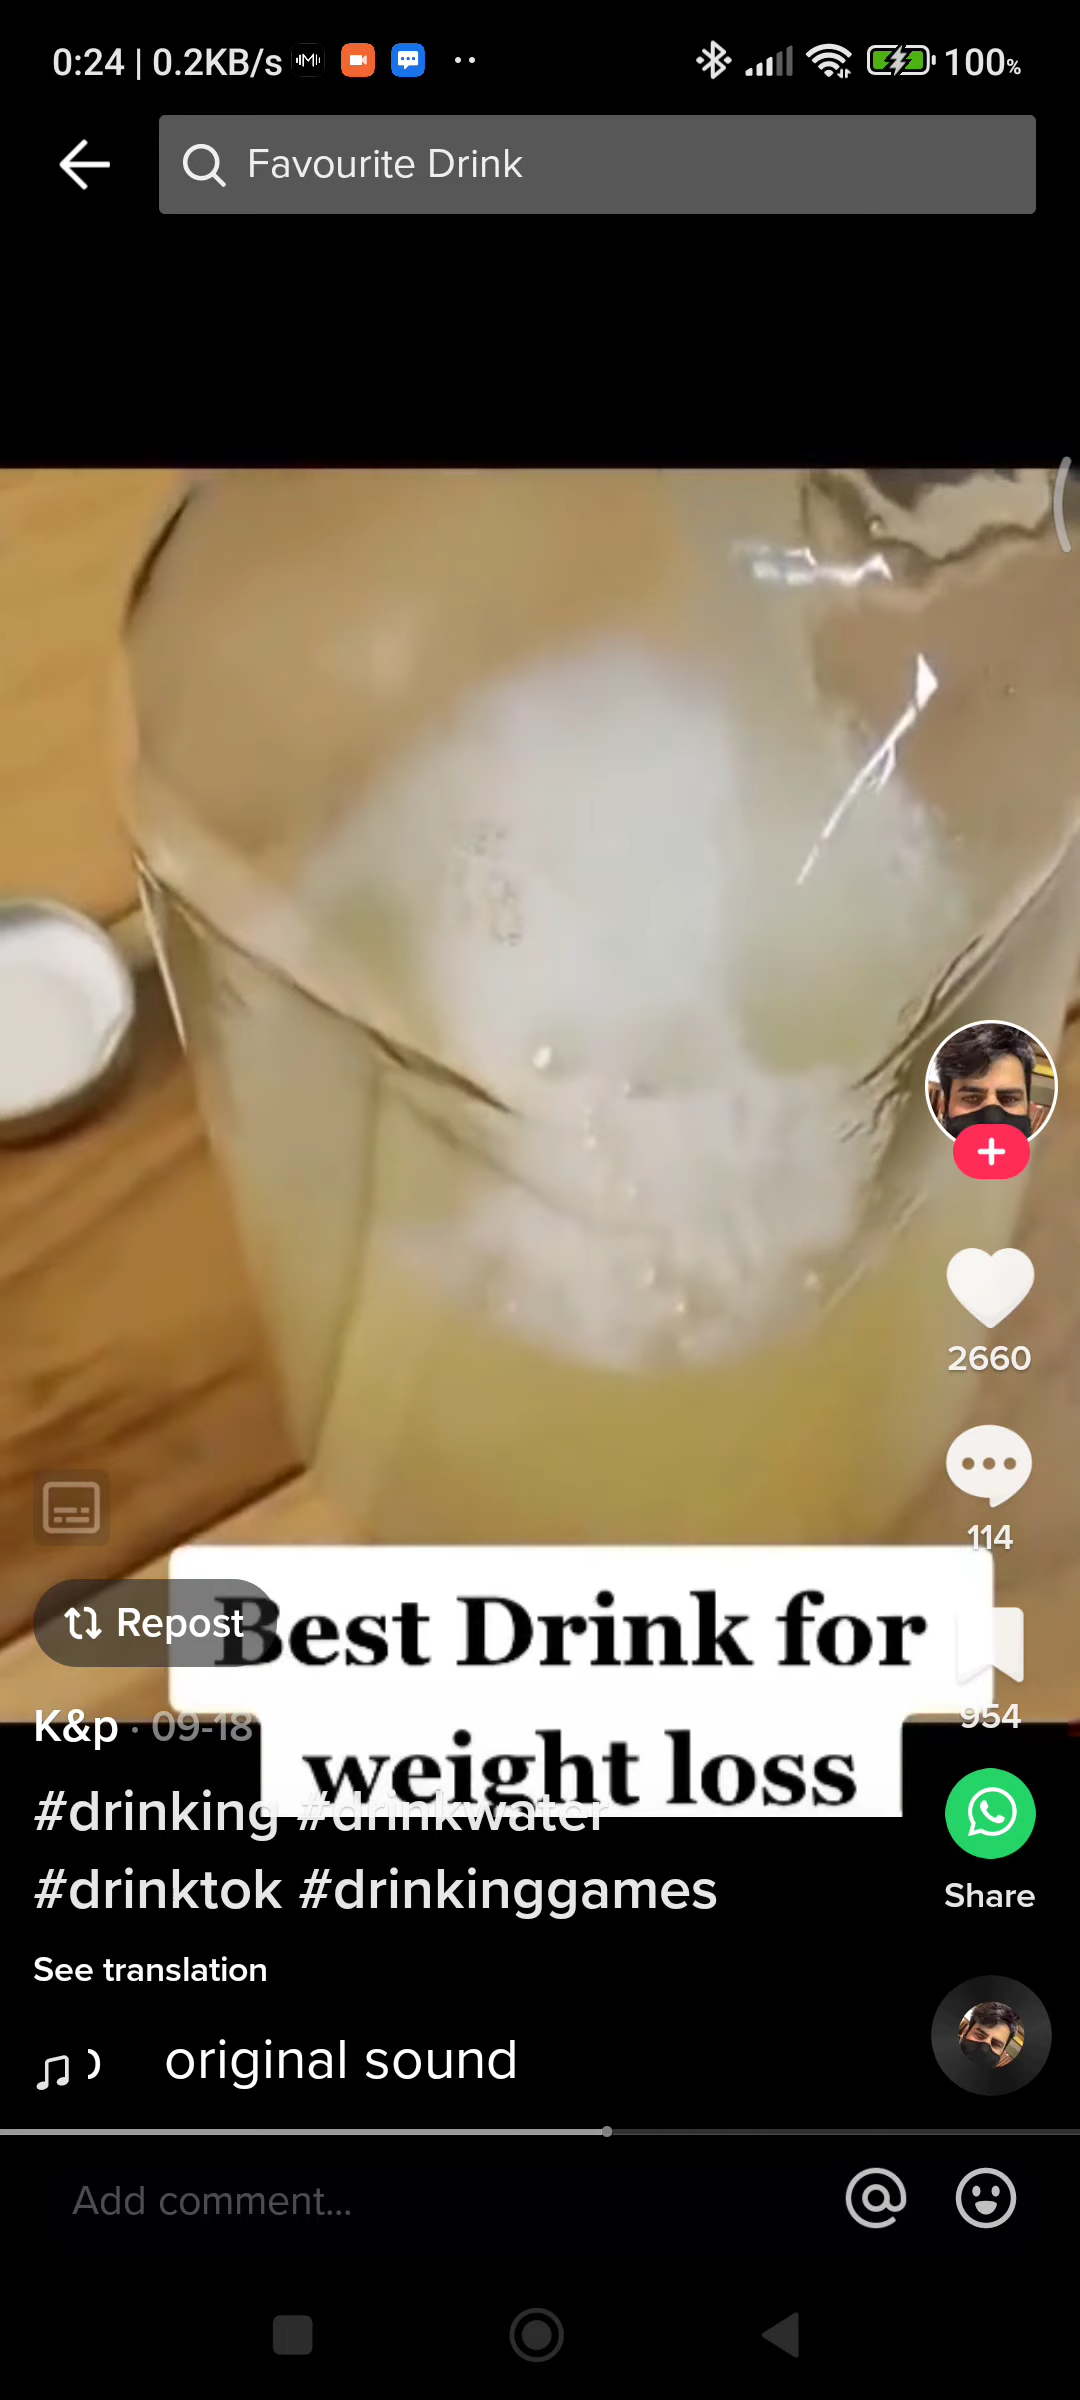 0:24 | 0.2KB/s
100%
Favourite Drink
2660
114
Best Drink for
Repost
954
K&p · 09-18
weight loss
#drinking #drinkwater
#drinktok #drinkinggames
Share
See translation
original sound
Add comment...